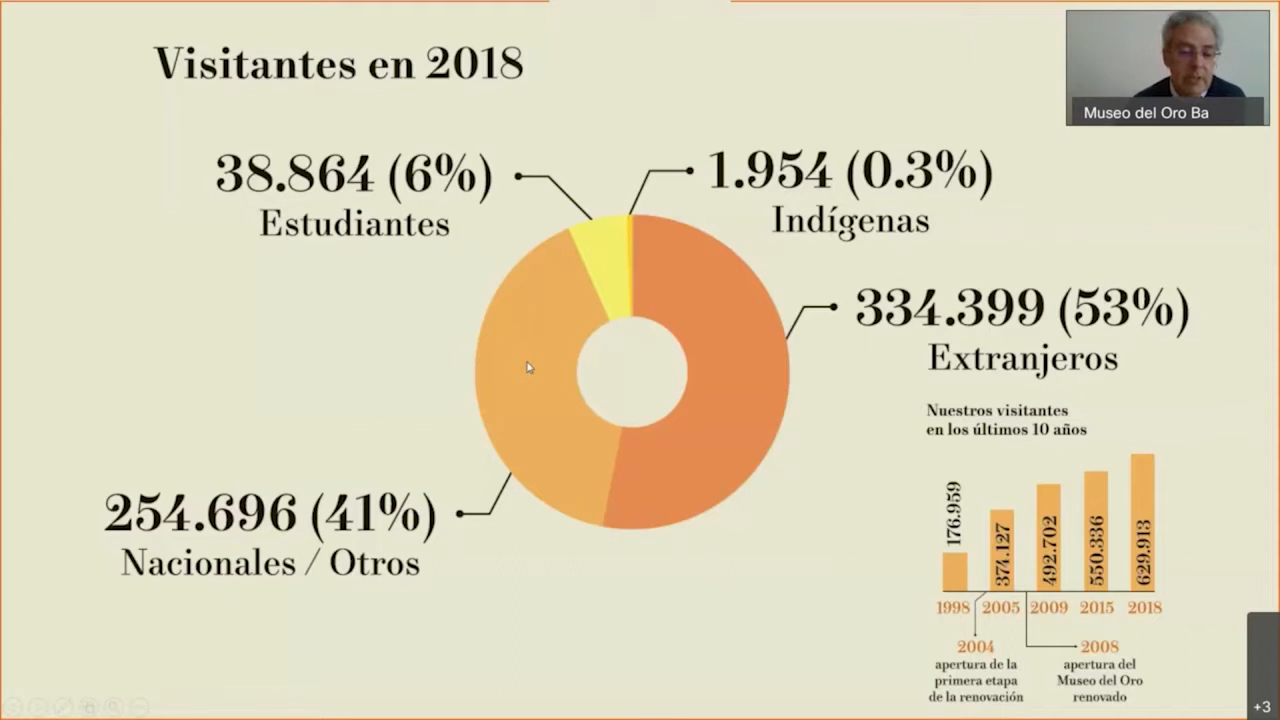 Visitantes en 2018
Museo del Oro Ba
38.864 (6%)
Estudiantes
1.954 (0.3%)
Indígenas
334.399 (53%)
Extranjeros
254.696 (41%)
Nacionales / Otros
Nuestros visitantes
en los últimos 10 años
176.959
374.127
492.702
550.336
629.913
1998 2005 2009 2015 2018
2004
apertura de la
primera etapa
de la renovación
2008
apertura del
Museo del Oro
renovado
+3